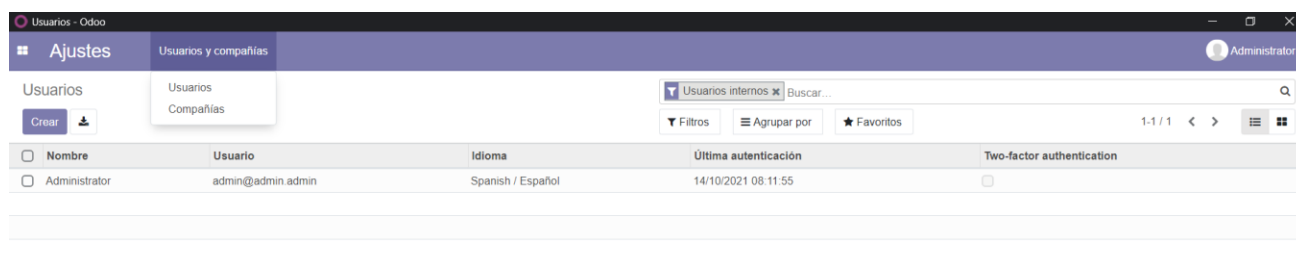 Usuarios - Odoo
Ajustes Usuarios y compañías Administrator
Usuarios Usuarios Usuarios internos Buscar...
Compañías
Crear Filtros Agrupar por Favoritos 1-1 / 1
Nombre Usuario Idioma Última autenticación Two-factor authentication
Administrator admin@admin.admin Spanish / Español 14/10/2021 08:11:55